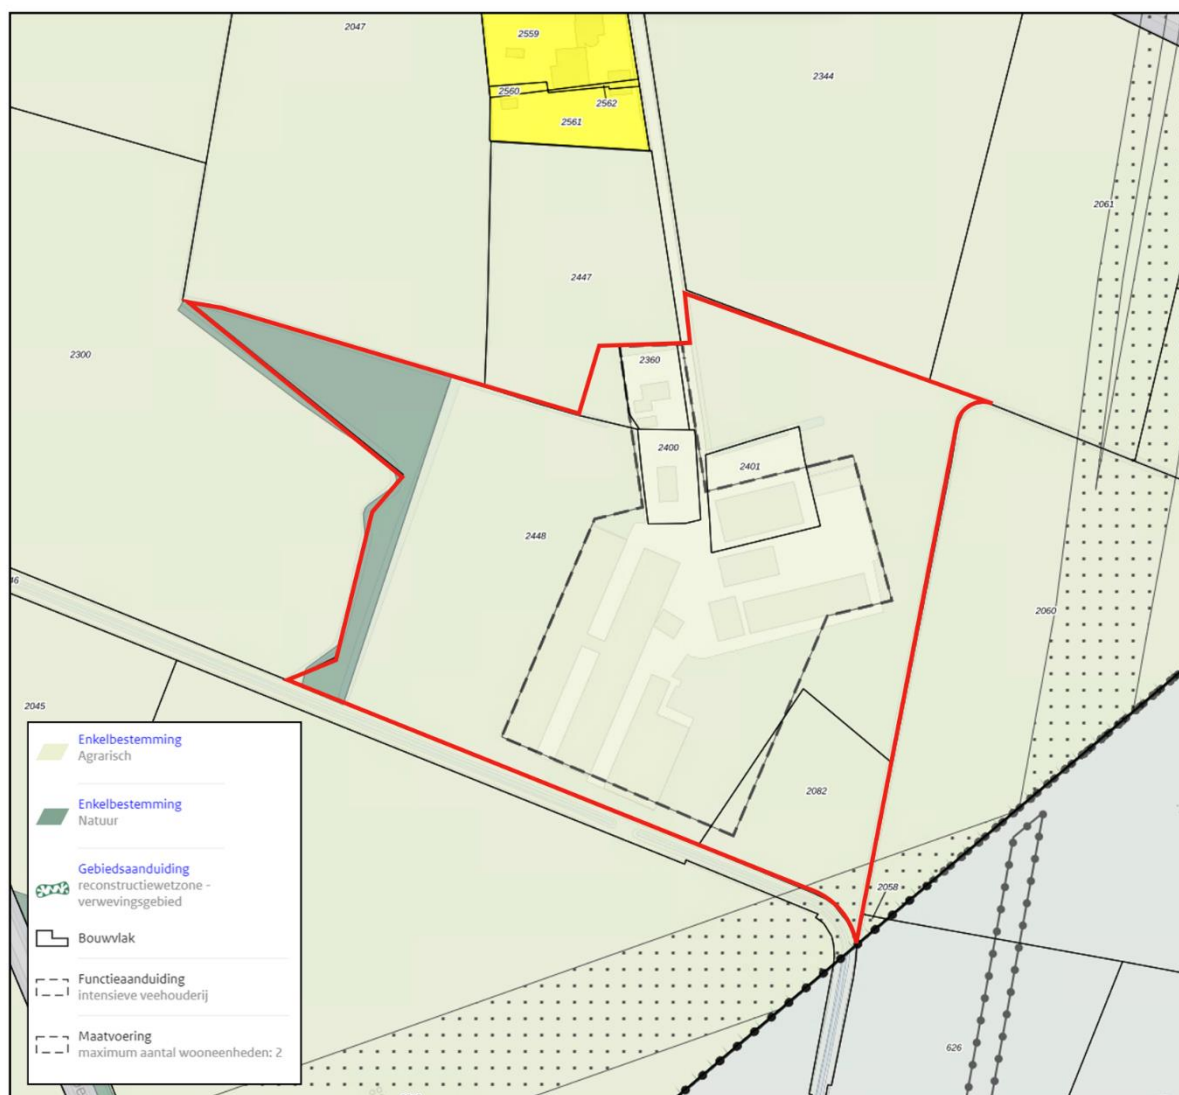 2047
2559
2344
2560
2562
2561
2061
2447
2300
2360
2400
2401
2448
46
2060
2045
2082
2058
626
Enkelbestemming
Agrarisch
Enkelbestemming
Natuur
Gebiedsaanduiding
reconstructiewetzone -
verwevingsgebied
Bouwvlak
Functieaanduiding
intensieve veehouderij
Maatvoering
maximum aantal wooneenheden: 2